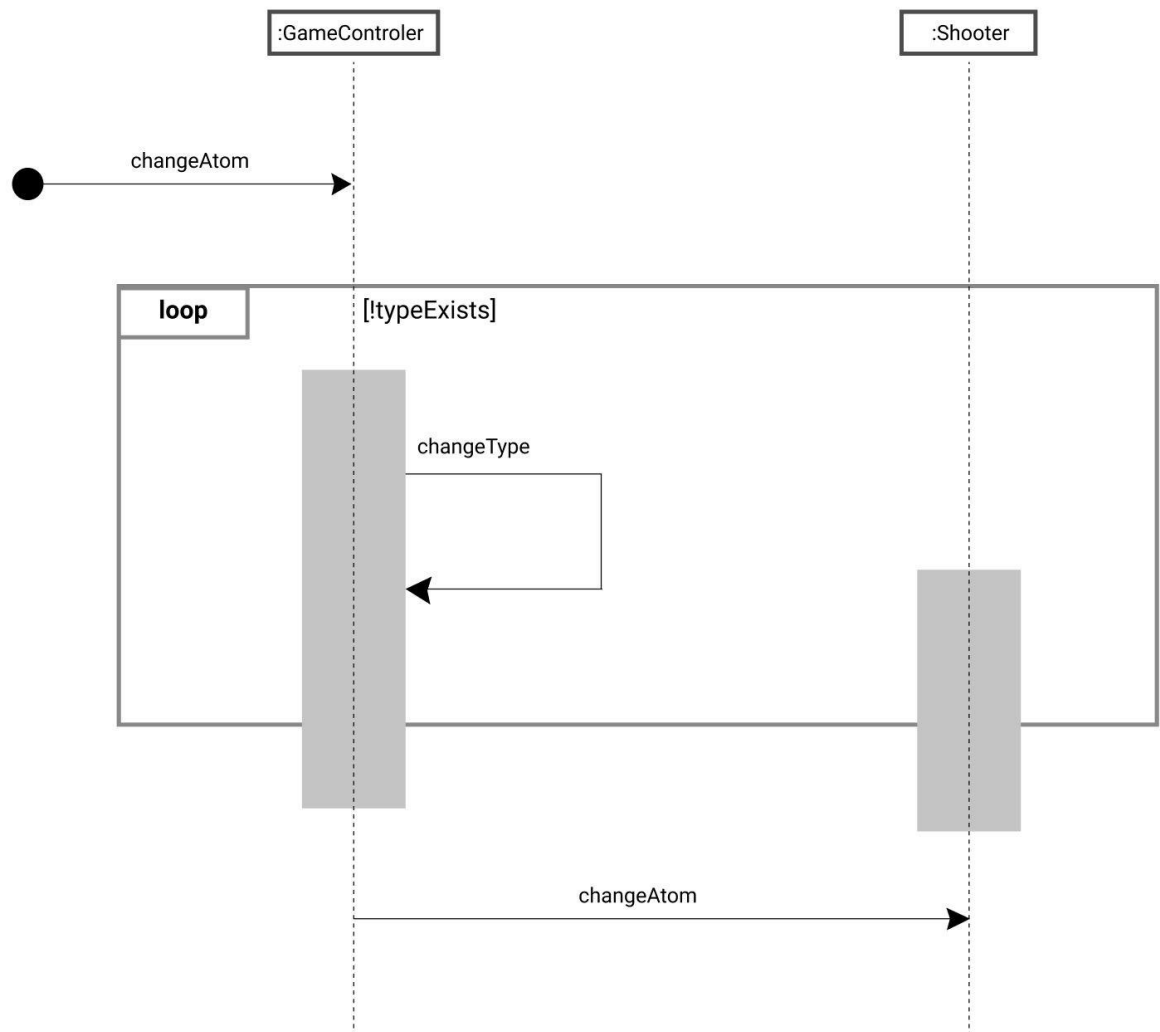 :GameControler
:Shooter
changeAtom
loop
[!typeExists]
changeType
changeAtom